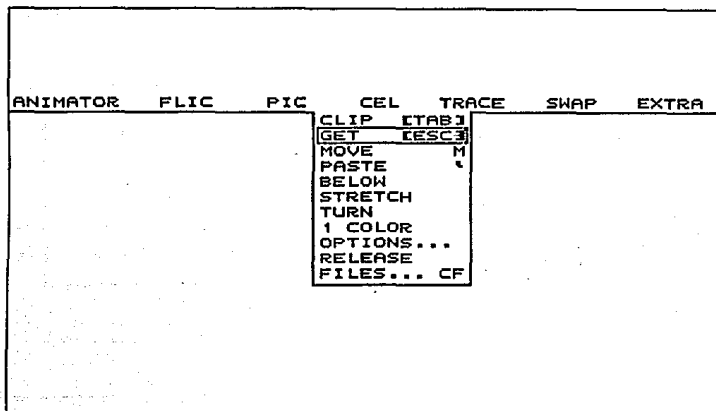 ANIMATOR FLIC PIC CEL TRACE SWAP EXTRA
CLIP [TAB]
GET [ESC]
MOVE M
PASTE `
BELOW
STRETCH
TURN
1 COLOR
OPTIONS...
RELEASE
FILES... CF